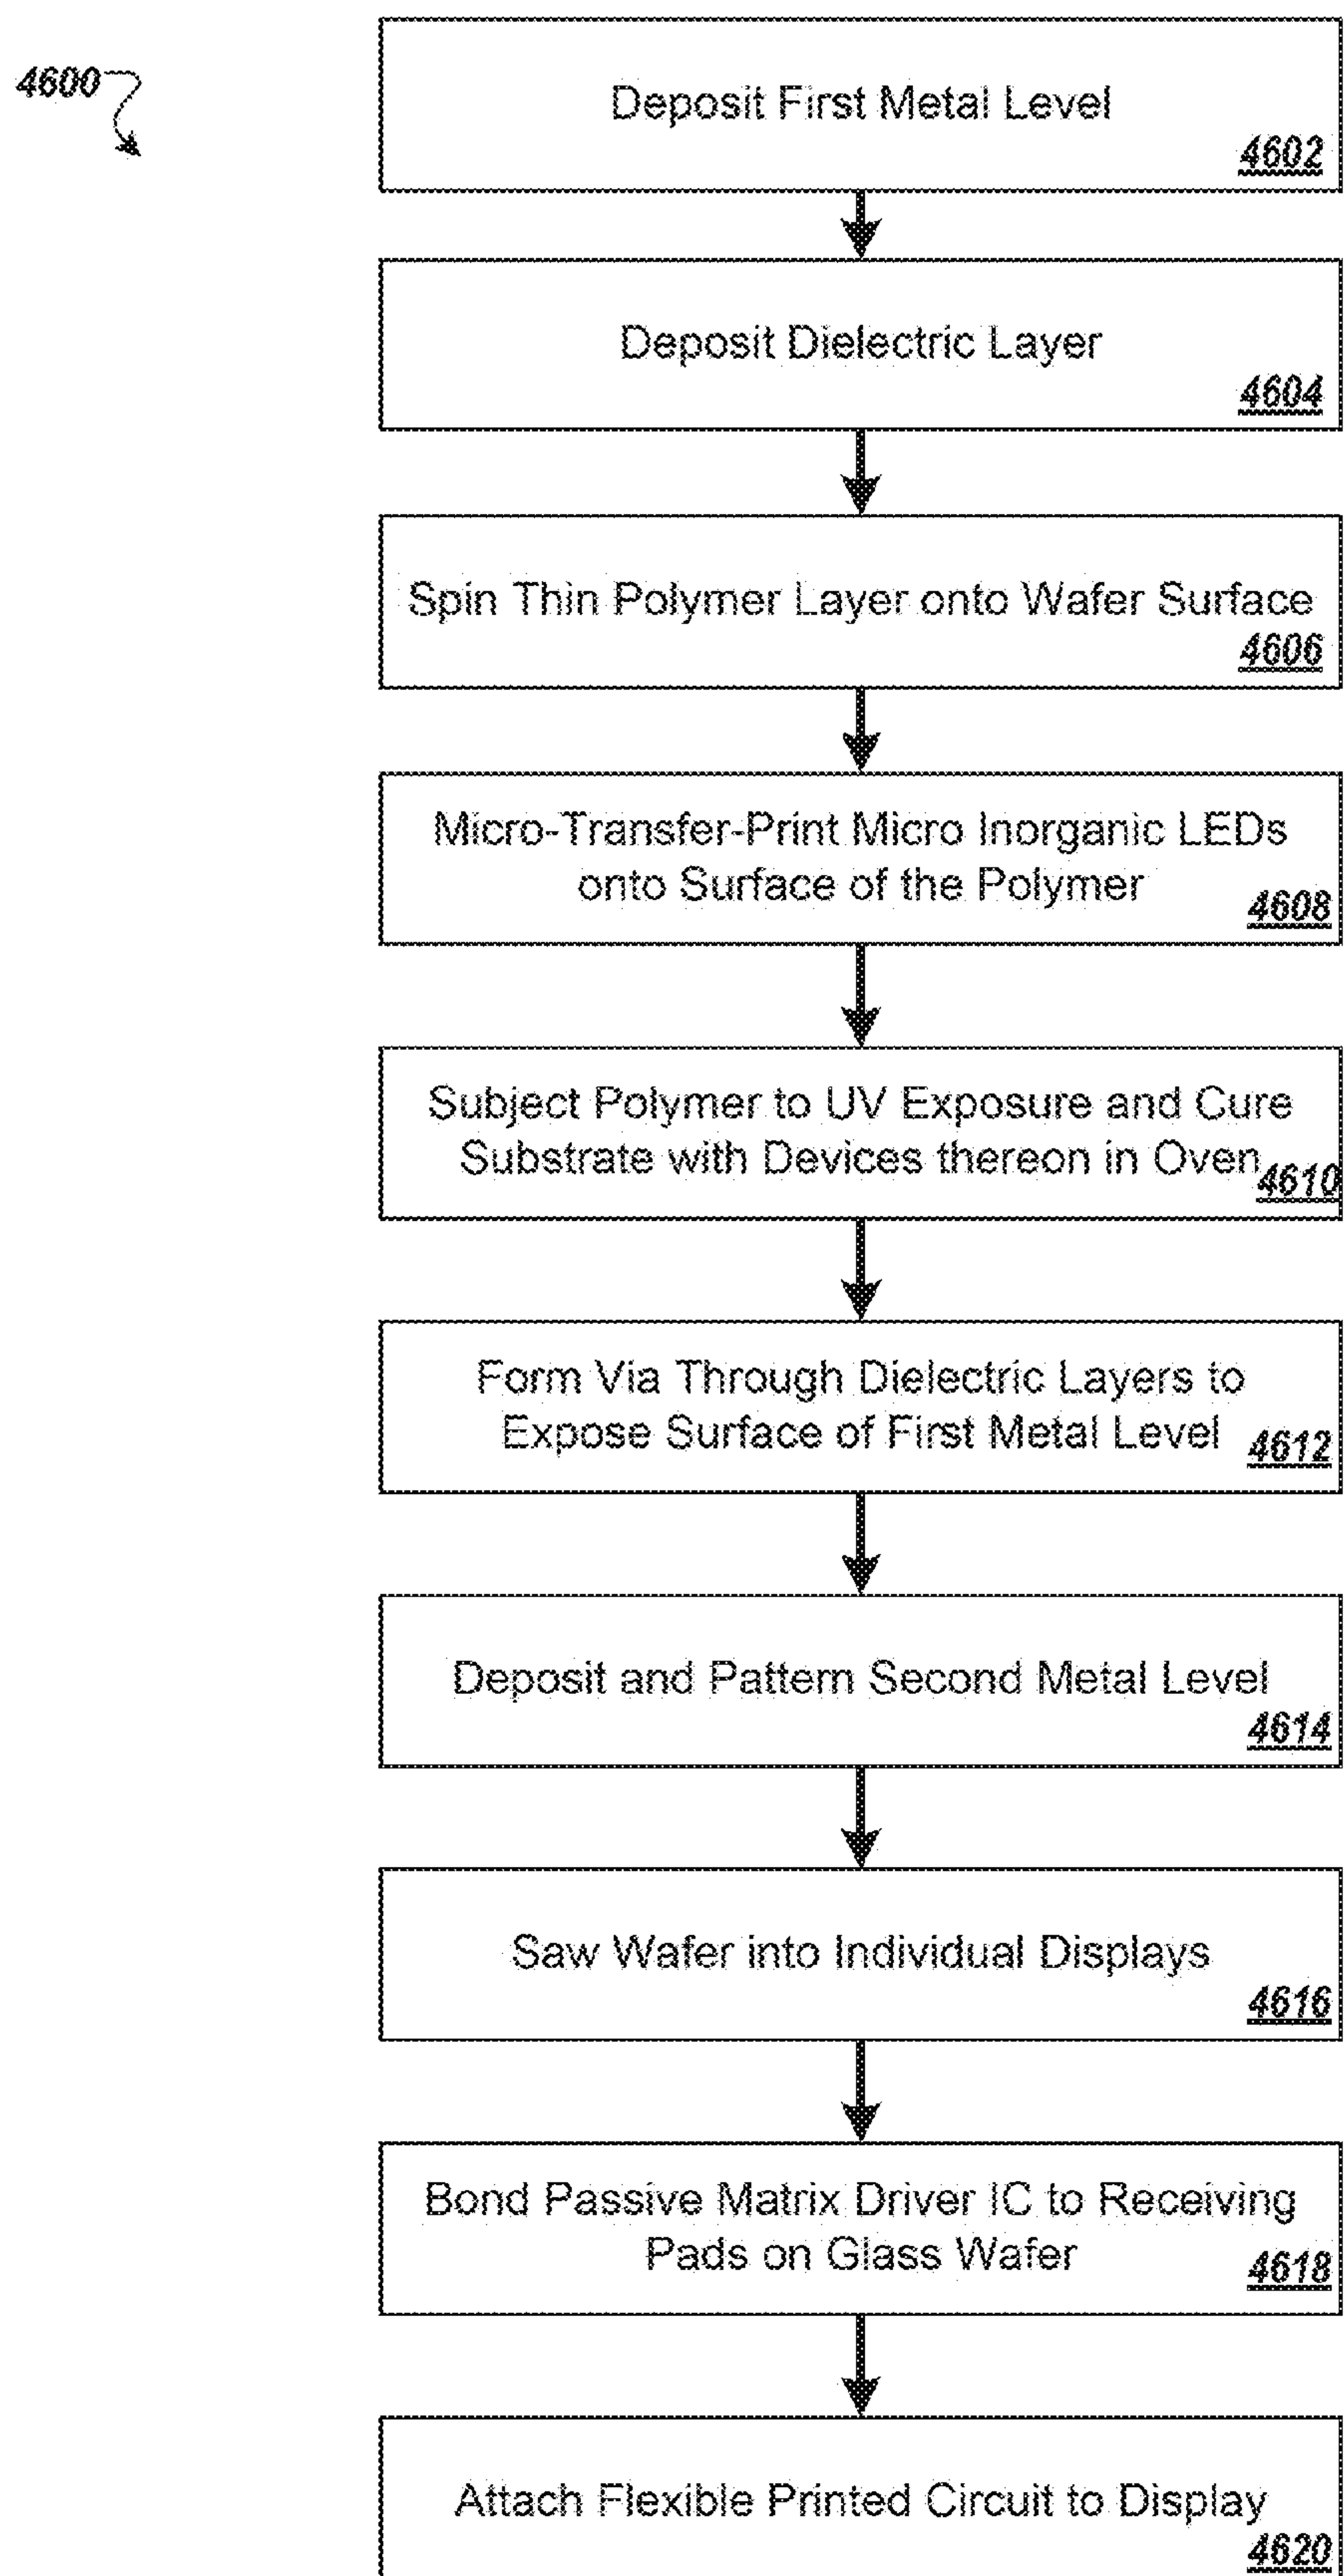 4600
Deposit First Metal Level
4602
Deposit Dielectric Layer
4604
Spin Thin Polymer Layer onto Wafer Surface
4606
Micro-Transfer-Print Micro Inorganic LEDs
onto Surface of the Polymer
4608
Subject Polymer to UV Exposure and Cure
Substrate with Devices thereon in Oven
4610
Form Via Through Dielectric Layers to
Expose Surface of First Metal Level
4612
Deposit and Pattern Second Metal Level
4614
Saw Wafer into Individual Displays
4616
Bond Passive Matrix Driver IC to Receiving
Pads on Glass Wafer
4618
Attach Flexible Printed Circuit to Display
4620